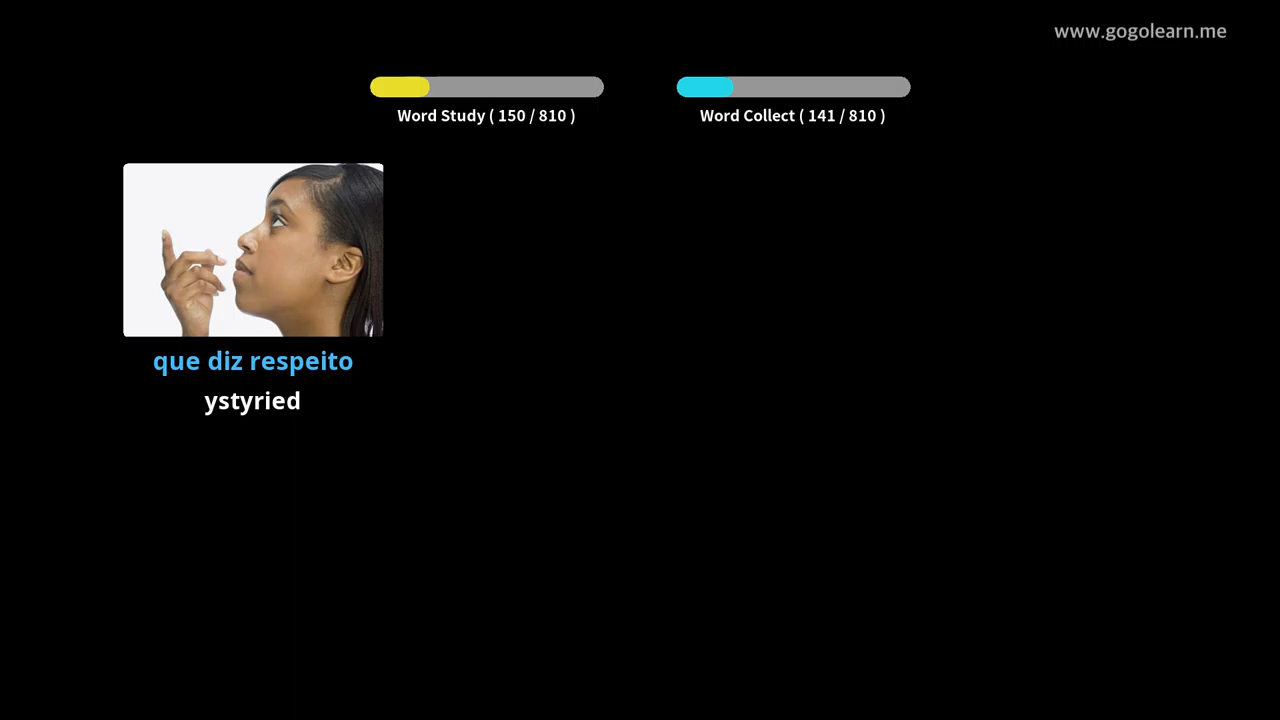 www.gogolearn.me
Word Study ( 150 / 810 )
Word Collect ( 141 / 810 )
que diz respeito
ystyried